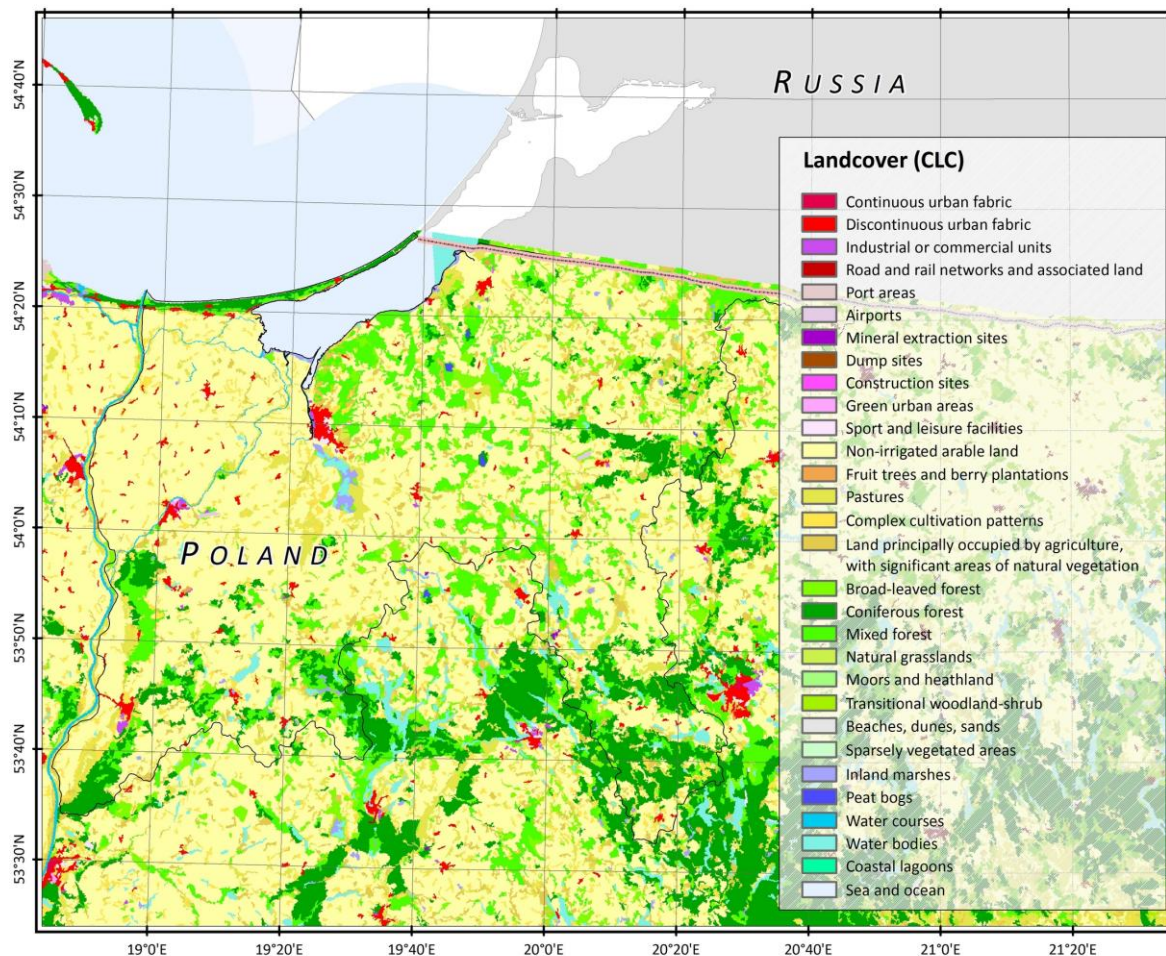 RUSSIA
POLAND
Landcover (CLC)
Continuous urban fabric
Discontinuous urban fabric
Industrial or commercial units
Road and rail networks and associated land
Port areas
Airports
Mineral extraction sites
Dump sites
Construction sites
Green urban areas
Sport and leisure facilities
Non-irrigated arable land
Fruit trees and berry plantations
Pastures
Complex cultivation patterns
Land principally occupied by agriculture,
with significant areas of natural vegetation
Broad-leaved forest
Coniferous forest
Mixed forest
Natural grasslands
Moors and heathland
Transitional woodland-shrub
Beaches, dunes, sands
Sparsely vegetated areas
Inland marshes
Peat bogs
Water courses
Water bodies
Coastal lagoons
Sea and ocean
54°40'N
54°30'N
54°20'N
54°10'N
54°0'N
53°50'N
53°40'N
53°30'N
19°0'E
19°20'E
19°40'E
20°0'E
20°20'E
20°40'E
21°0'E
21°20'E